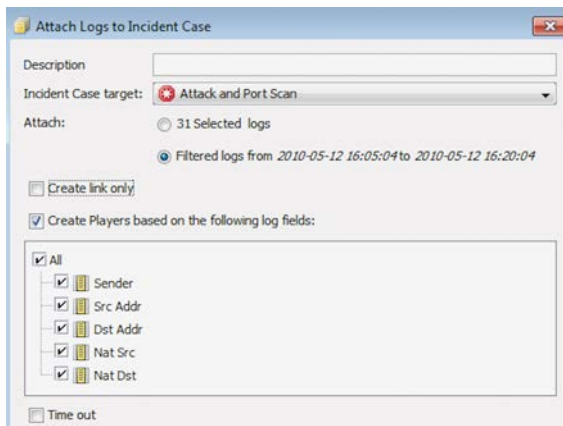 Attach Logs to Incident Case
Description
Incident Case target: Attack and Port Scan
Attach: 31 Selected logs
Filtered logs from 2010-05-12 16:05:04 to 2010-05-12 16:20:04
Create link only
Create Players based on the following log fields:
All
Sender
Src Addr
Dst Addr
Nat Src
Nat Dst
Time out